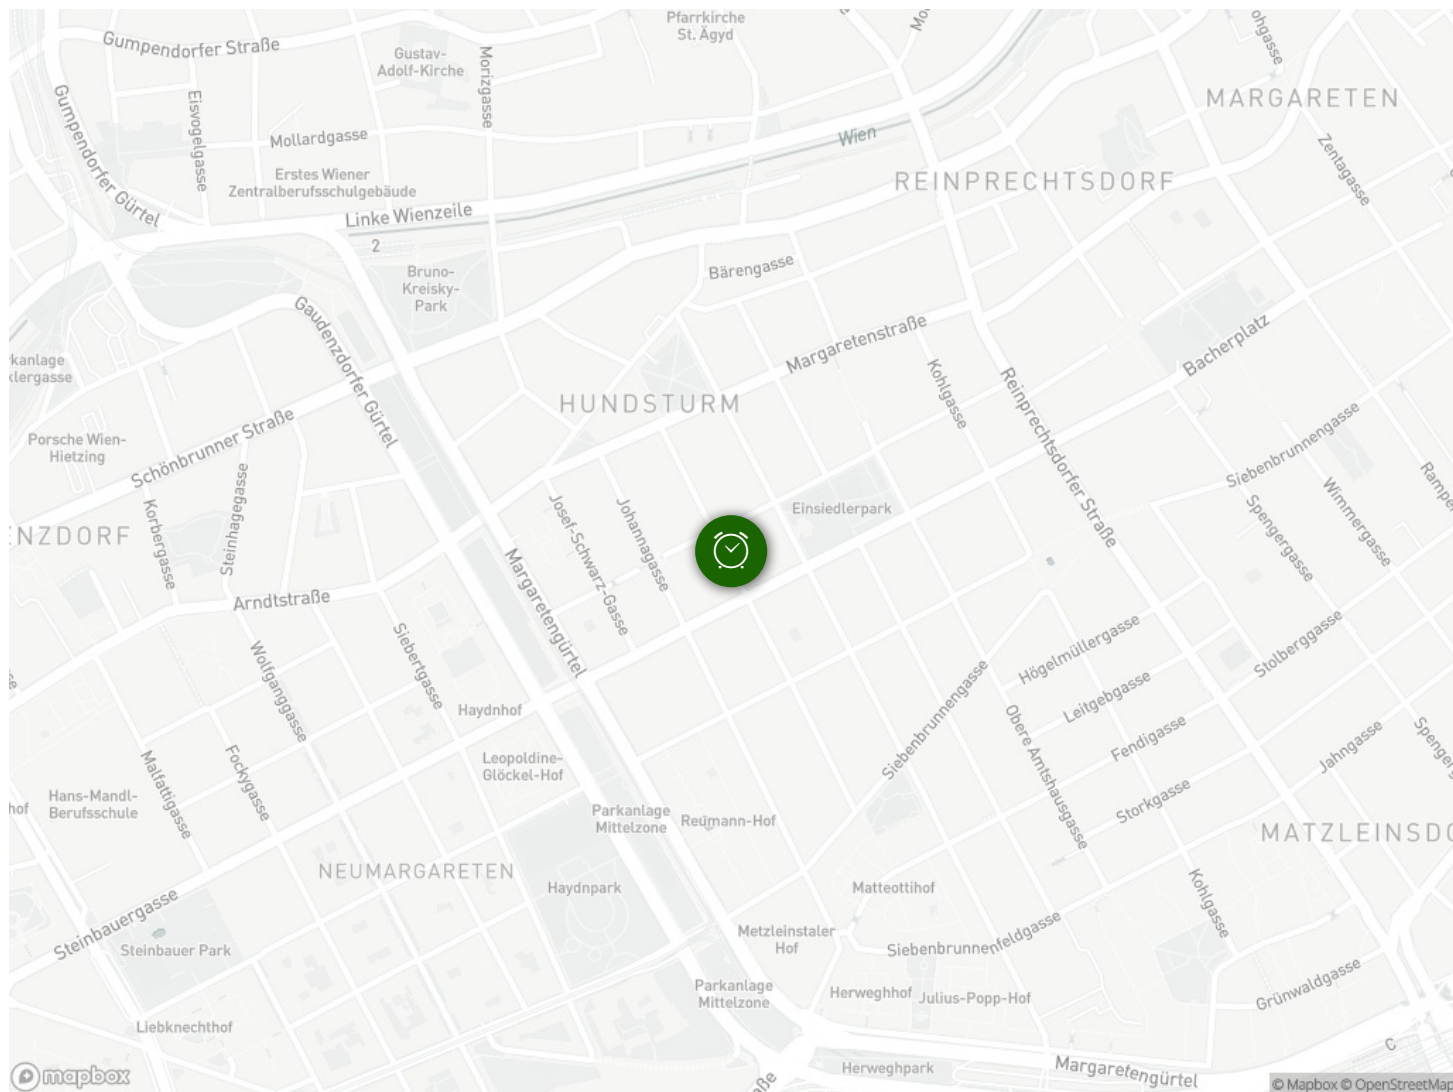 Pfarrkirche
St. Ägyd
Gumpendorfer Straße
Gustav-
Adolf-Kirche
Morizgasse
MARGARETEN
Gumpendorfer Gürtel
Eisvogelgasse
Mollardgasse
Wien
Zentagasse
Erstes Wiener
Zentralberufsschulgebäude
REINPRECHTSDORF
Linke Wienzeile
2
Bruno-
Kreisky-
Park
Bärengasse
Gaudenzdorfer Gürtel
Margaretenstraße
Bacherplatz
Kohlgasse
Reinprechtsdorfer Straße
HUNDSTURM
Schönbrunner Straße
Porsche Wien-
Hietzing
Siebenbrunnengasse
Steinhagegasse
Korbergasse
Josef-Schwarz-Gasse
Johannagasse
Einsiedlerpark
Spengergasse
Wimmergasse
Margaretengürtel
Arndtstraße
Siebertgasse
Wolfganggasse
Högelmüllergasse
Stolberggasse
Leitgebgasse
Haydnhof
Siebenbrunnengasse
Obere Amtshausgasse
Fendigasse
Jahngasse
Leopoldine-
Glöckel-Hof
Malfattigasse
Fockygasse
Hans-Mandl-
Berufsschule
Storkgasse
Parkanlage
Mittelzone
Reumann-Hof
MATZLEINSDO
NEUMARGARETEN
Haydnpark
Matteottihof
Kohlgasse
Steinbauergasse
Steinbauer Park
Metzleinstaler
Hof
Siebenbrunnenfeldgasse
Parkanlage
Mittelzone
Herweghhof
Julius-Popp-Hof
Grünwaldgasse
Liebknechthof
Herweghpark
Margaretengürtel
C
mapbox
© Mapbox © OpenStreetMap